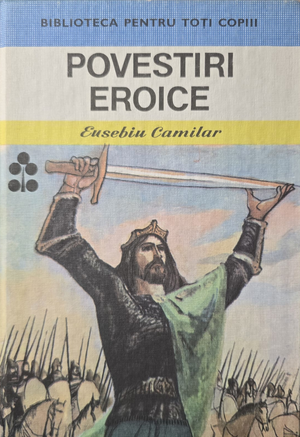 BIBLIOTECA PENTRU TOȚI COPIII
POVESTIRI
EROICE
Eusebiu Camilar